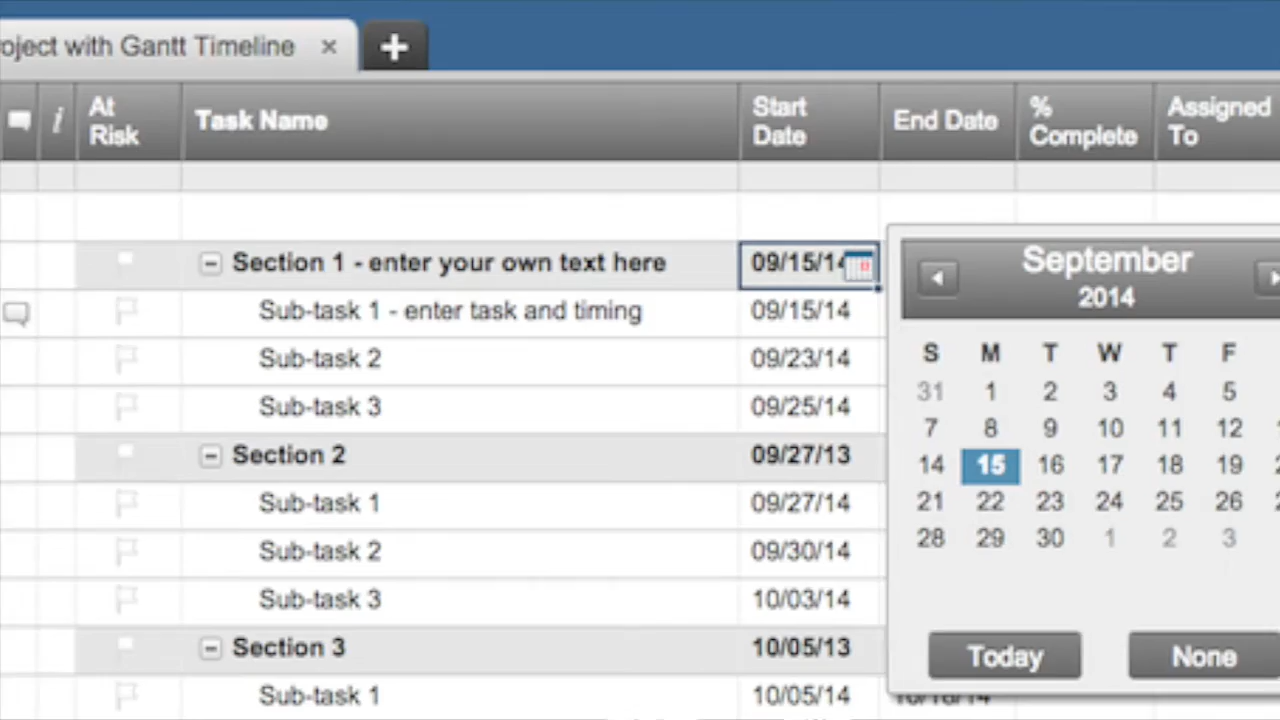 oject with Gantt Timeline × +
i At Risk Task Name Start Date End Date % Complete Assigned To
Section 1 - enter your own text here 09/15/14
Sub-task 1 - enter task and timing 09/15/14
Sub-task 2 09/23/14
Sub-task 3 09/25/14
Section 2 09/27/13
Sub-task 1 09/27/14
Sub-task 2 09/30/14
Sub-task 3 10/03/14
Section 3 10/05/13
Sub-task 1 10/05/14
September
2014
S M T W T F
31 1 2 3 4 5
7 8 9 10 11 12
14 15 16 17 18 19
21 22 23 24 25 26
28 29 30 1 2 3
Today None